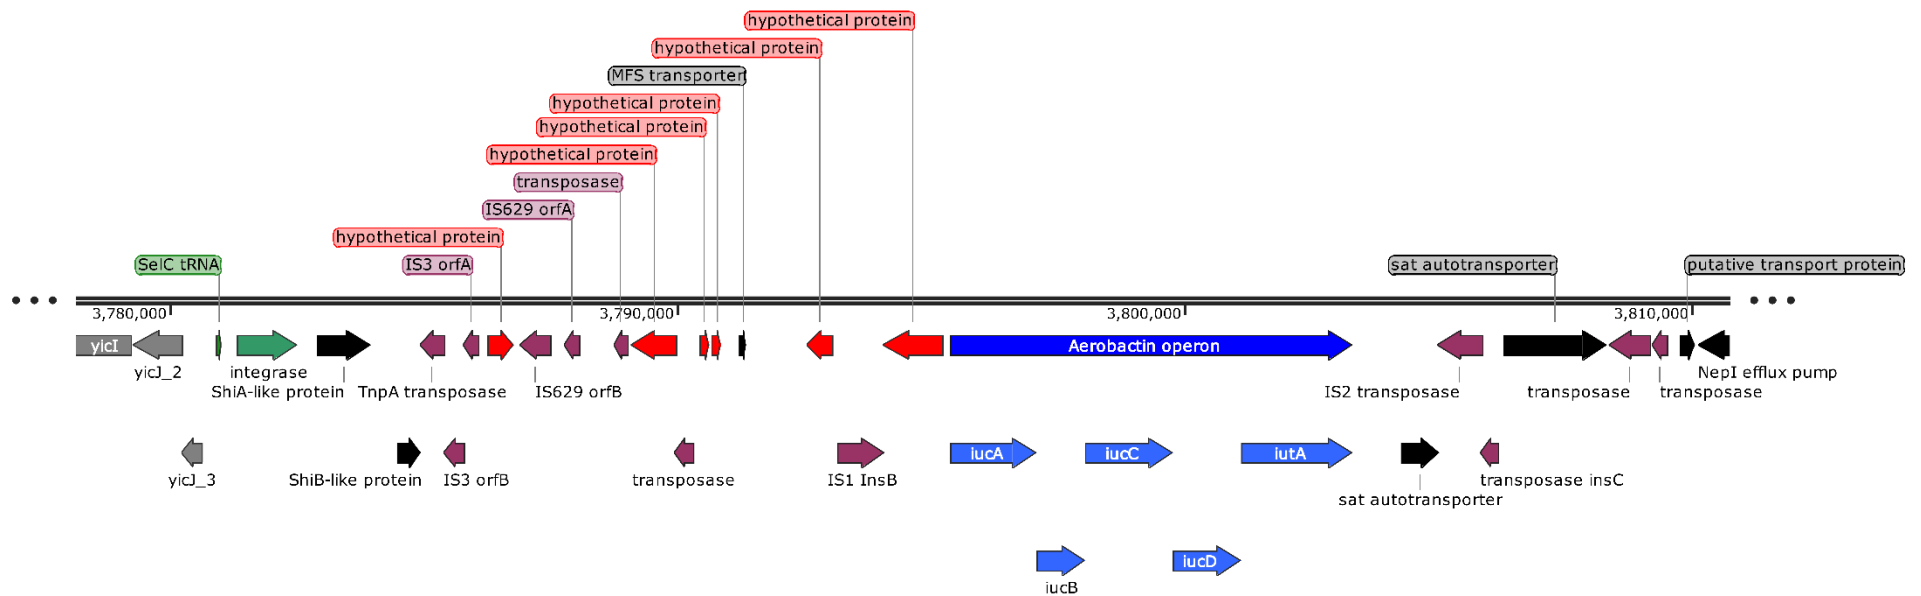 hypothetical protein
hypothetical protein
MFS transporter
hypothetical protein
hypothetical protein
hypothetical protein
transposase
IS629 orfA
hypothetical protein
SelC tRNA
IS3 orfA
sat autotransporter
putative transport protein
3,780,000
3,790,000
3,800,000
3,810,000
yicI
Aerobactin operon
yicJ_2
integrase
NepI efflux pump
ShiA-like protein
TnpA transposase
IS629 orfB
IS2 transposase
transposase
transposase
iucA
iucC
iutA
yicJ_3
ShiB-like protein
IS3 orfB
transposase
IS1 InsB
transposase insC
sat autotransporter
iucD
iucB